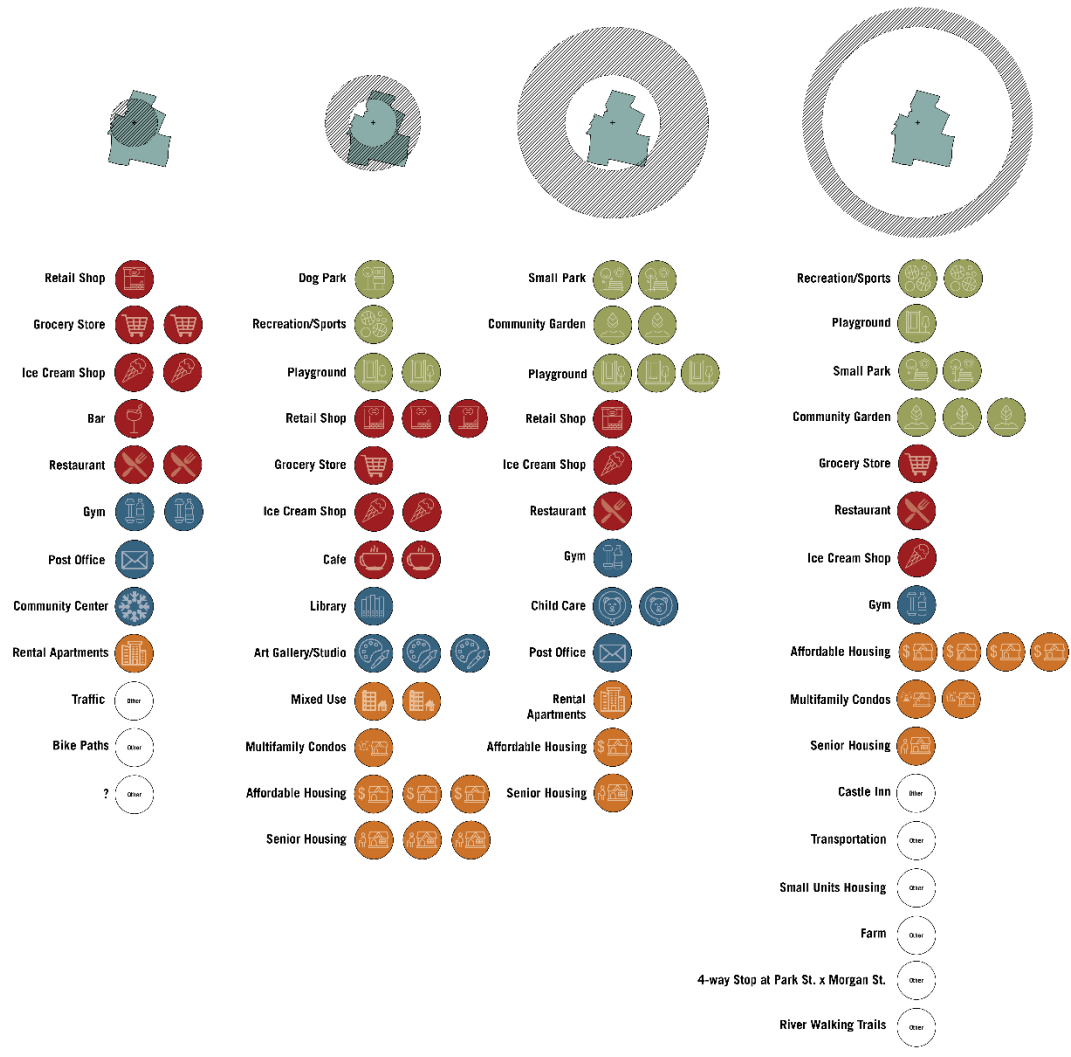 Retail Shop
Grocery Store
Ice Cream Shop
Bar
Restaurant
Gym
Post Office
Community Center
Rental Apartments
Traffic
Other
Bike Paths
Other
?
Other
Dog Park
Recreation/Sports
Playground
Retail Shop
Grocery Store
Ice Cream Shop
Cafe
Library
Art Gallery/Studio
Mixed Use
Multifamily Condos
Affordable Housing
$ $ $
Senior Housing
Small Park
Community Garden
Playground
Retail Shop
Ice Cream Shop
Restaurant
Gym
Child Care
Post Office
Rental
Apartments
Affordable Housing
$
Senior Housing
Recreation/Sports
Playground
Small Park
Community Garden
Grocery Store
Restaurant
Ice Cream Shop
Gym
Affordable Housing
$ $ $ $
Multifamily Condos
Senior Housing
Castle Inn
Other
Transportation
Other
Small Units Housing
Other
Farm
Other
4-way Stop at Park St. x Morgan St.
Other
River Walking Trails
Other